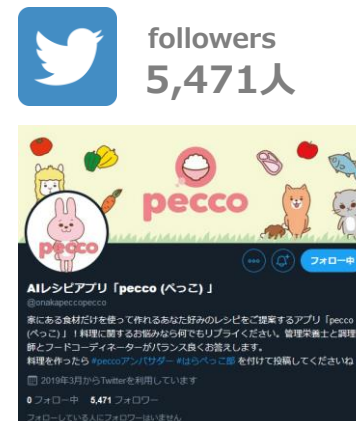 followers
5,471人
pecco
pecco
フォロー中
AIレシピアプリ「pecco (ぺっこ) 」
@onakapeccopecco
家にある食材だけを使って作れるあなた好みのレシピをご提案するアプリ「pecco
(ぺっこ) 」！料理に関するお悩みなら何でもリプライください。管理栄養士と調理
師とフードコーディネーターがバランス良くお答えします。
料理を作ったら #peccoアンバサダー #はらぺっこ部 を付けて投稿してくださいね
2019年3月からTwitterを利用しています
0 フォロー中 5,471 フォロワー
フォローしている人にフォロワーはいません